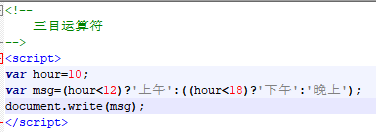 <!--
三目运算符
-->
<script>
var hour=10;
var msg=(hour<12)?'上午':((hour<18)?'下午':'晚上');
document.write(msg);
</script>